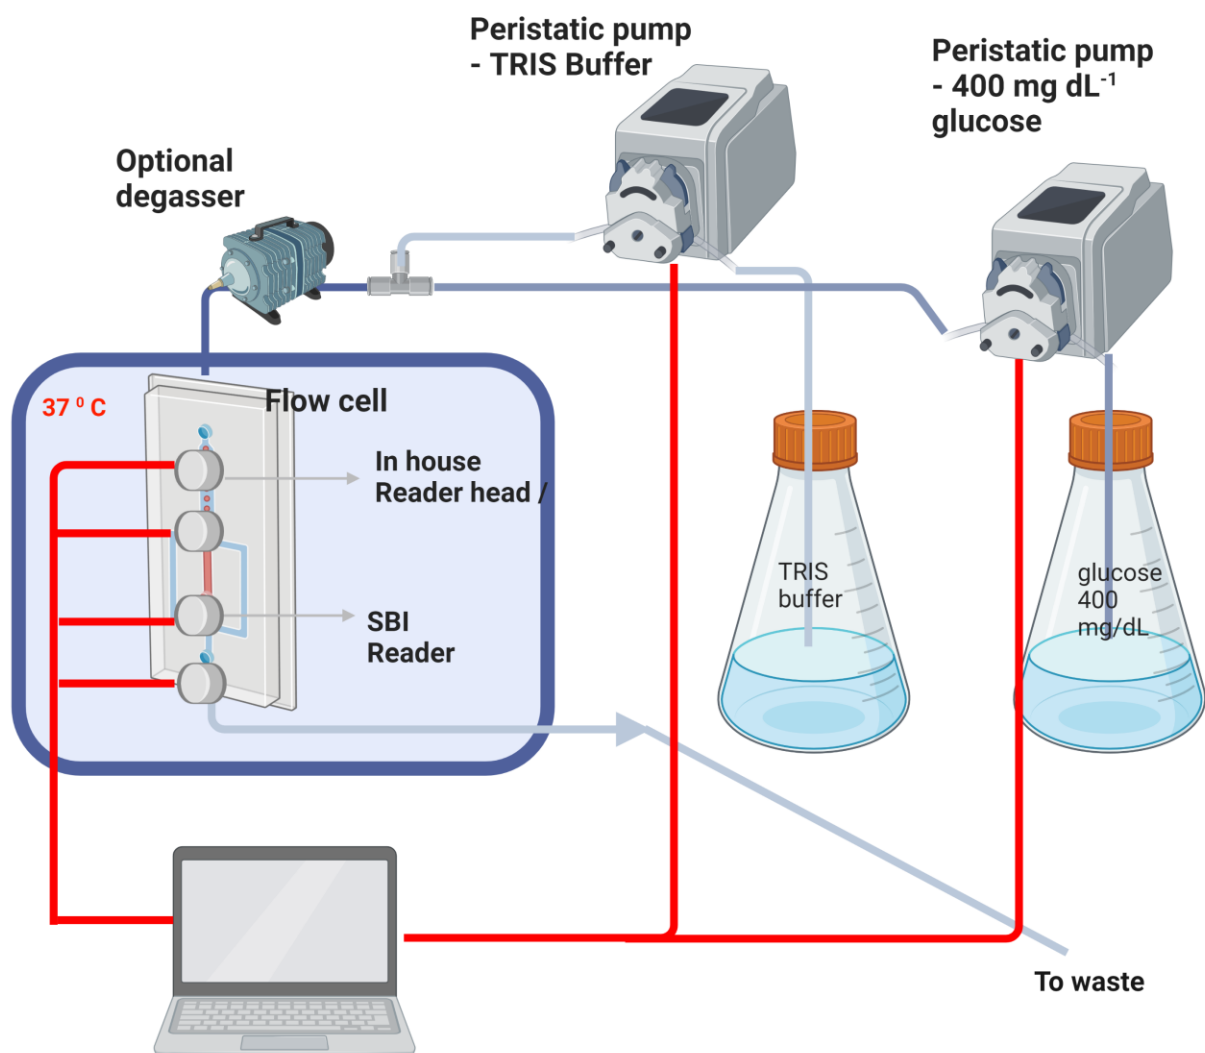 Peristatic pump
- TRIS Buffer
Peristatic pump
- 400 mg dL⁻¹
glucose
Optional
degasser
37 ⁰ C
Flow cell
In house
Reader head /
SBI
Reader
TRIS
buffer
glucose
400
mg/dL
To waste